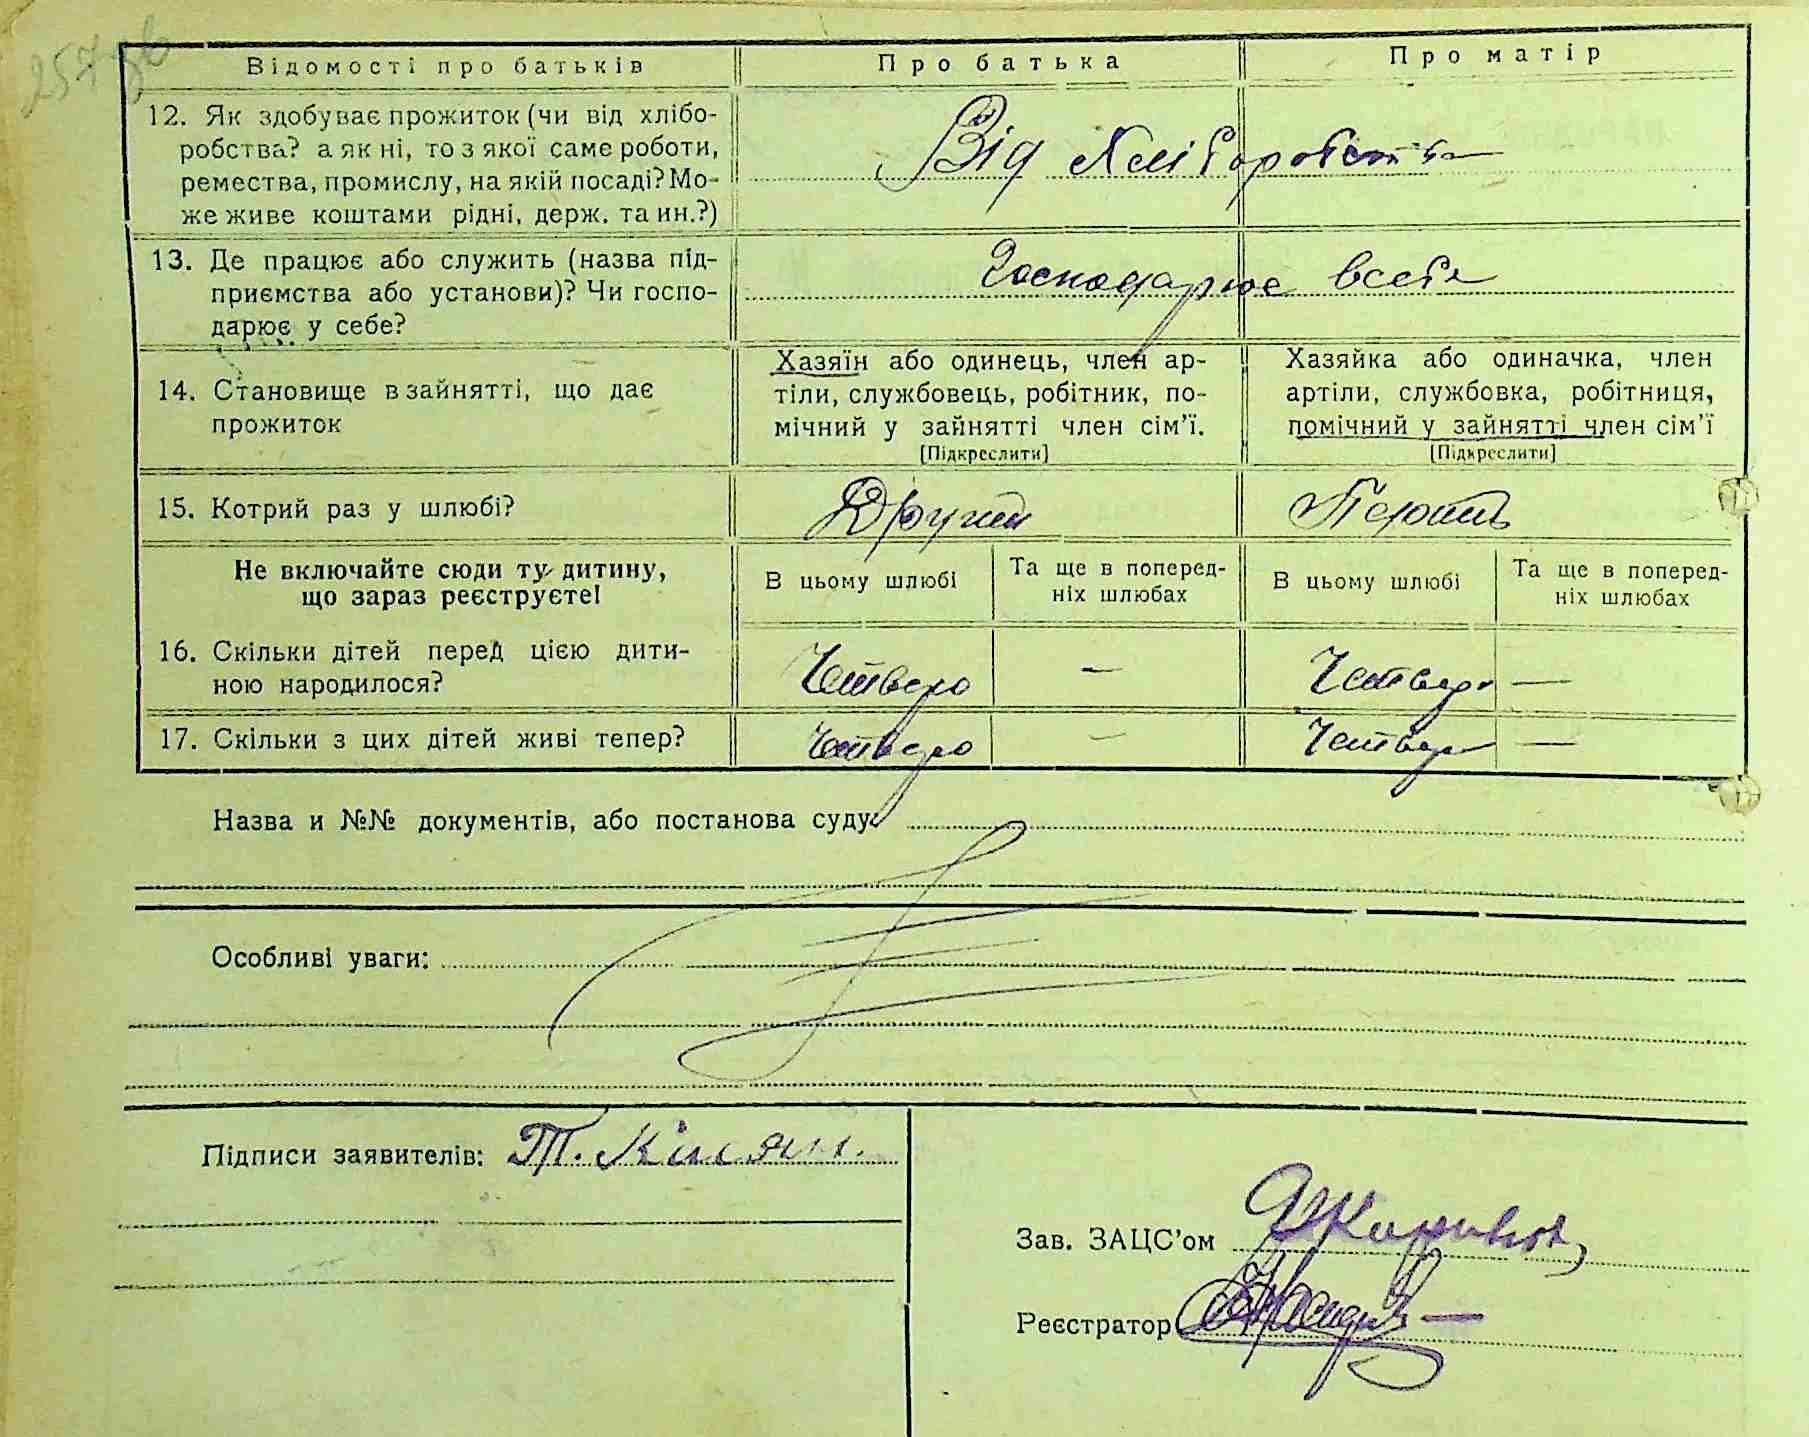 257 зв
Відомості про батьків
Про батька
Про матір
12. Як здобуває прожиток (чи від хлібо-
робства? а як ні, то з якої саме роботи,
ремества, промислу, на якій посаді? Мо-
же живе коштами рідні, держ. та ин.?)
Від хліборобства
13. Де працює або служить (назва під-
приємства або установи)? Чи госпо-
дарює у себе?
Господарює всебе
14. Становище в зайнятті, що дає
прожиток
Хазяїн або одинець, член ар-
тіли, службовець, робітник, по-
мічний у зайнятті член сім'ї.
[Підкреслити]
Хазяйка або одиначка, член
артіли, службовка, робітниця,
помічний у зайнятті член сім'ї
[Підкреслити]
15. Котрий раз у шлюбі?
Другий
Перший
Не включайте сюди ту дитину,
що зараз реєструєте!
В цьому шлюбі
Та ще в поперед-
ніх шлюбах
В цьому шлюбі
Та ще в поперед-
ніх шлюбах
16. Скільки дітей перед цією дити-
ною народилося?
Четверо
—
Четверо
—
17. Скільки з цих дітей живі тепер?
Четверо
—
Четверо
—
Назва и №№ документів, або постанова суду
Особливі уваги:
Підписи заявителів: Т. Кілян.
Зав. ЗАЦС'ом
Реєстратор